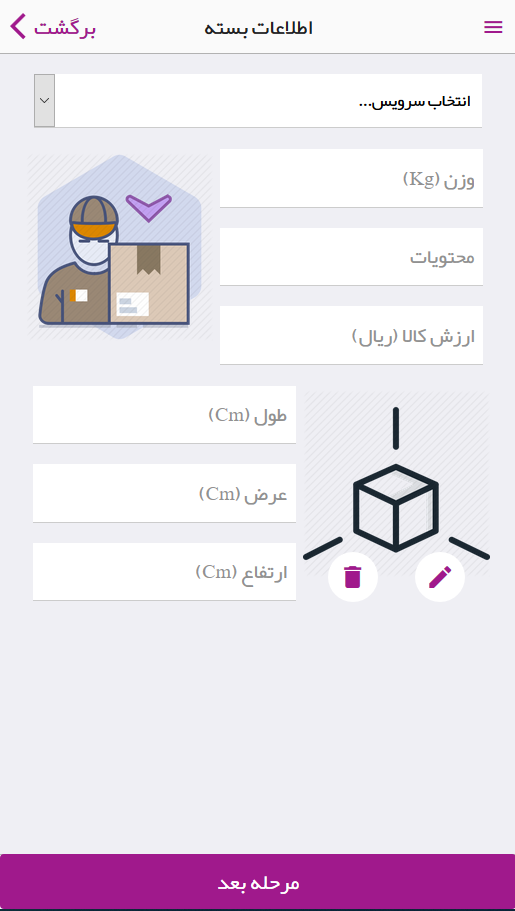 برگشت
اطلاعات بسته
انتخاب سرویس...
وزن (Kg)
محتویات
ارزش کالا (ریال)
طول (Cm)
عرض (Cm)
ارتفاع (Cm)
مرحله بعد